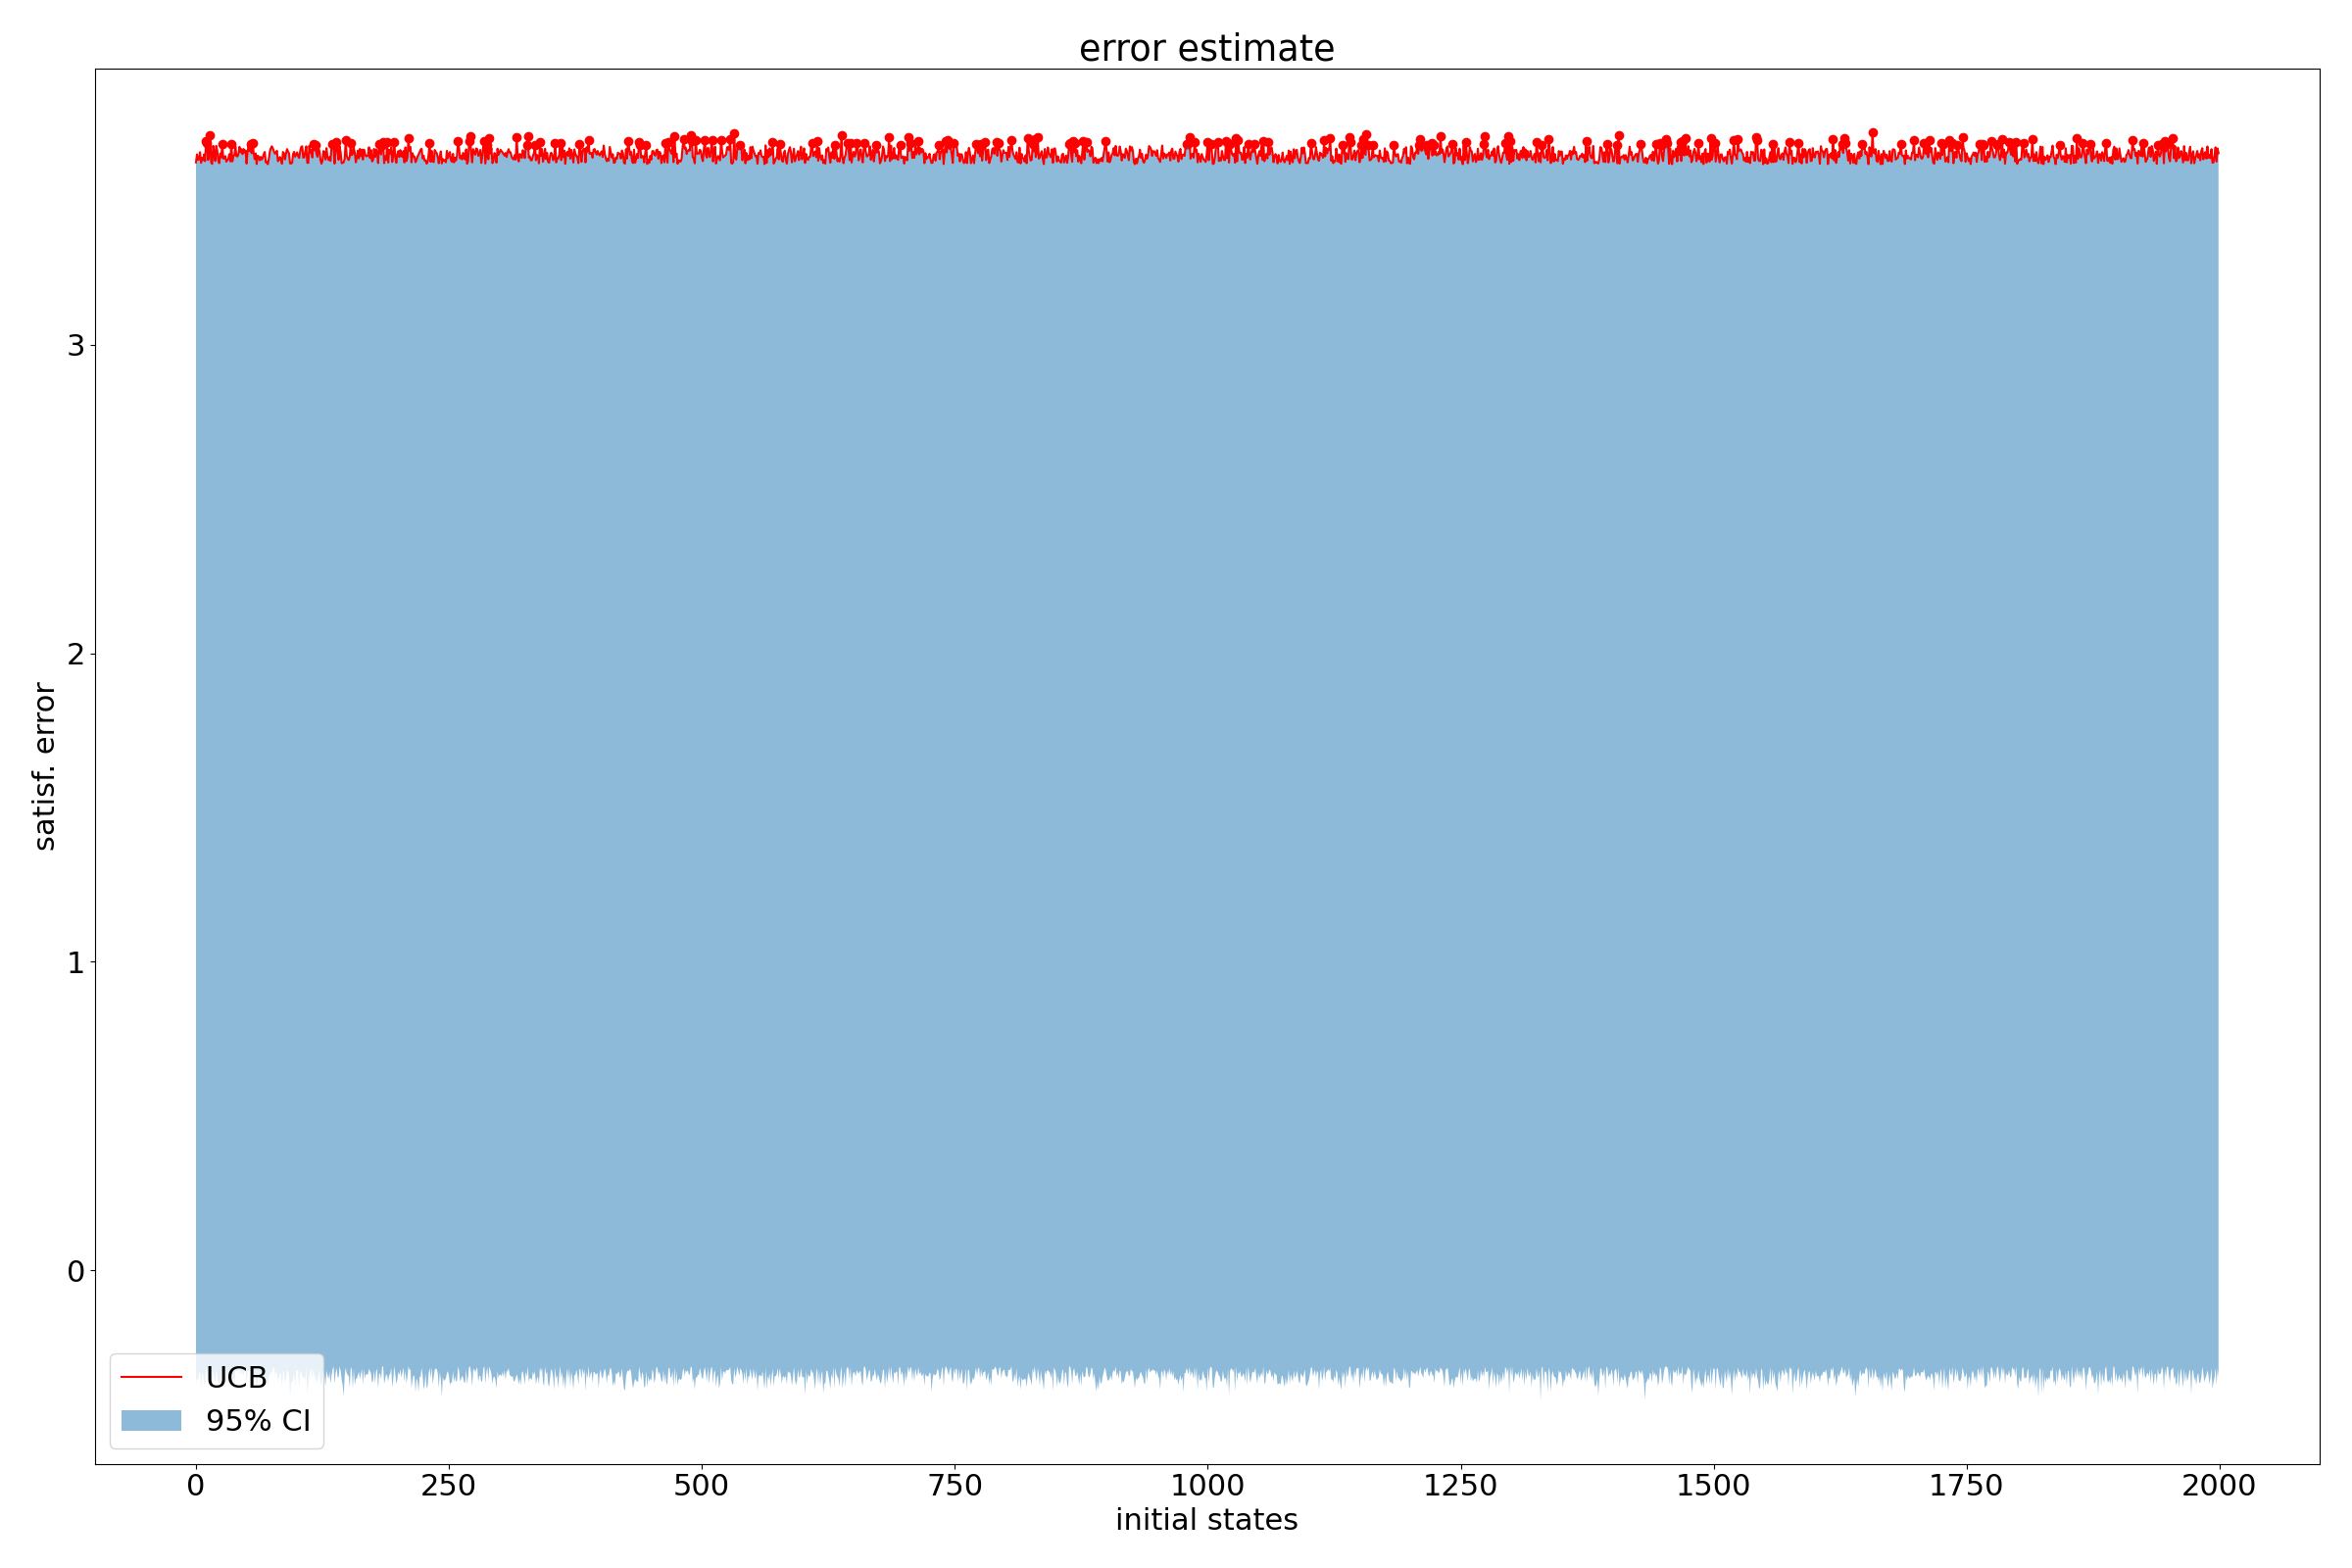 error estimate
satisf. error
3
2
1
0
UCB
95% CI
0 250 500 750 1000 1250 1500 1750 2000
initial states